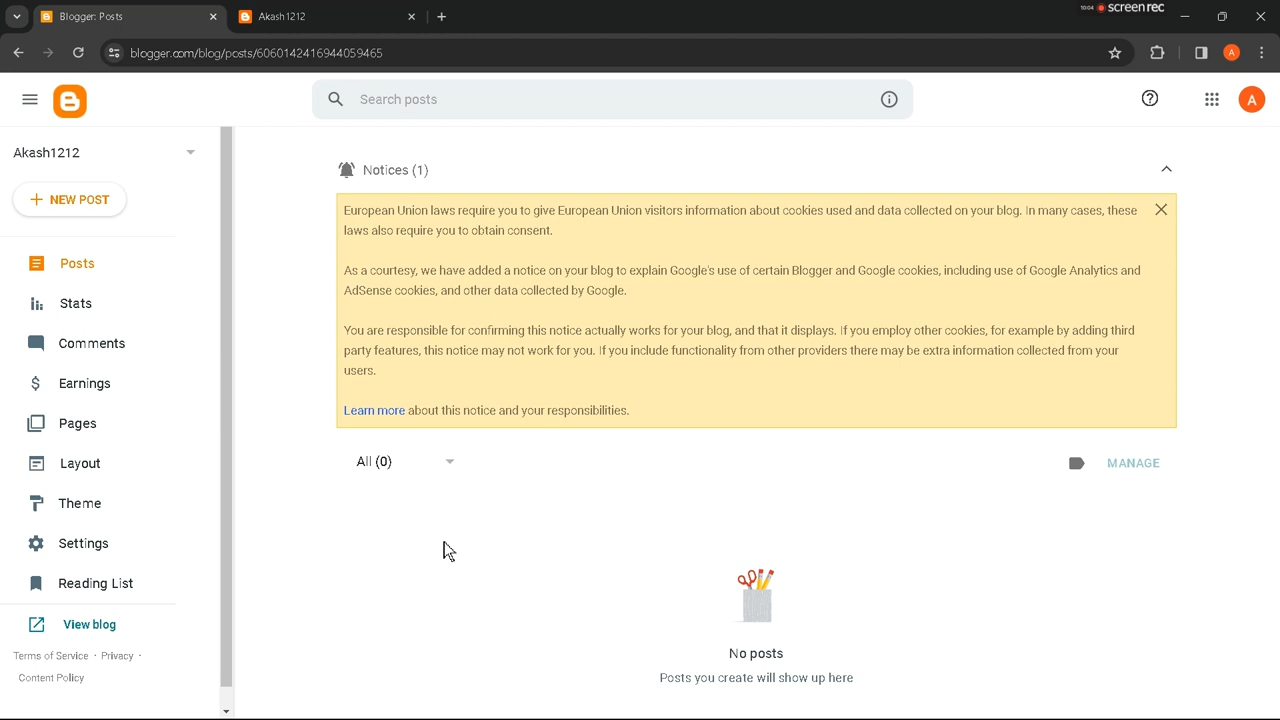 Blogger: Posts
Akash1212
10:04 screen rec
blogger.com/blog/posts/6060142416944059465
Search posts
A
Akash1212
NEW POST
Posts
Stats
Comments
Earnings
Pages
Layout
Theme
Settings
Reading List
View blog
Terms of Service · Privacy ·
Content Policy
Notices (1)
European Union laws require you to give European Union visitors information about cookies used and data collected on your blog. In many cases, these
laws also require you to obtain consent.
As a courtesy, we have added a notice on your blog to explain Google's use of certain Blogger and Google cookies, including use of Google Analytics and
AdSense cookies, and other data collected by Google.
You are responsible for confirming this notice actually works for your blog, and that it displays. If you employ other cookies, for example by adding third
party features, this notice may not work for you. If you include functionality from other providers there may be extra information collected from your
users.
Learn more about this notice and your responsibilities.
All (0)
MANAGE
No posts
Posts you create will show up here